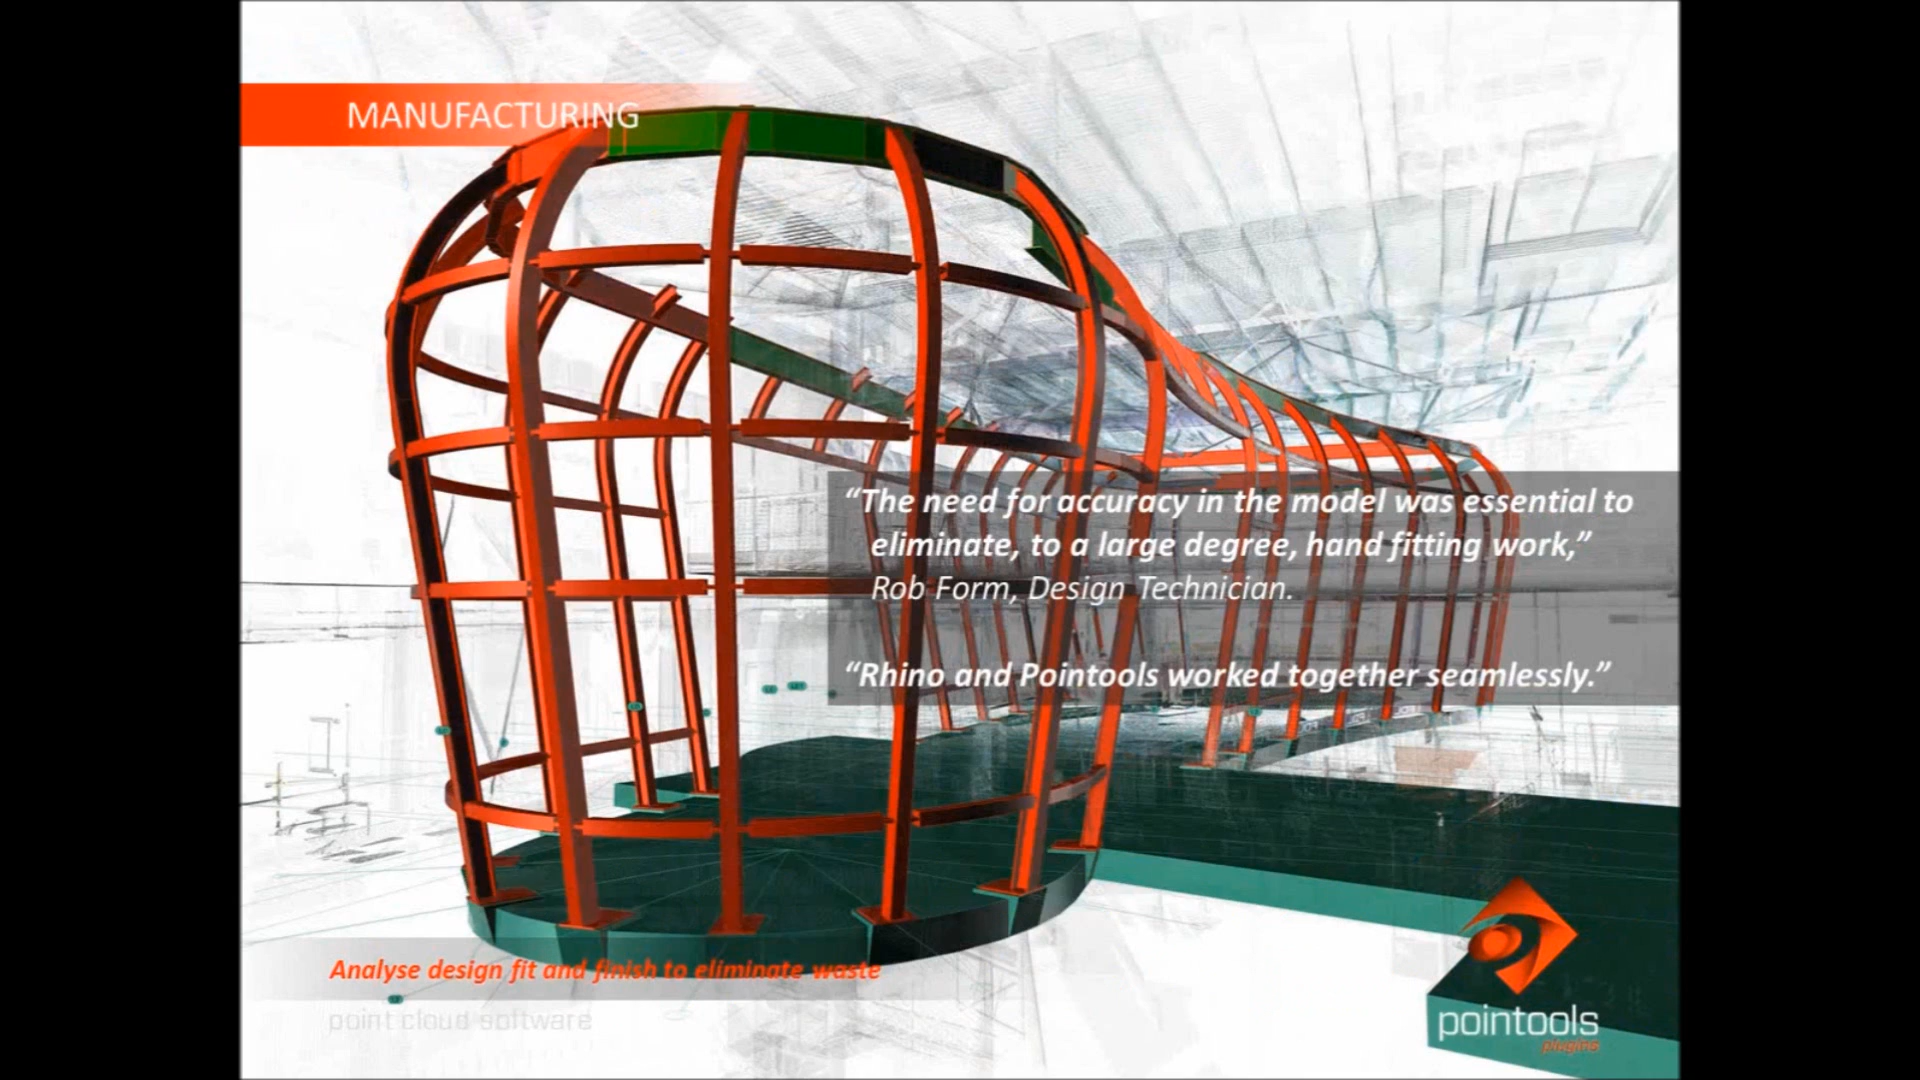 MANUFACTURING
“The need for accuracy in the model was essential to
eliminate, to a large degree, hand fitting work,”
Rob Form, Design Technician.
“Rhino and Pointools worked together seamlessly.”
Analyse design fit and finish to eliminate waste
point cloud software
pointools
plugins